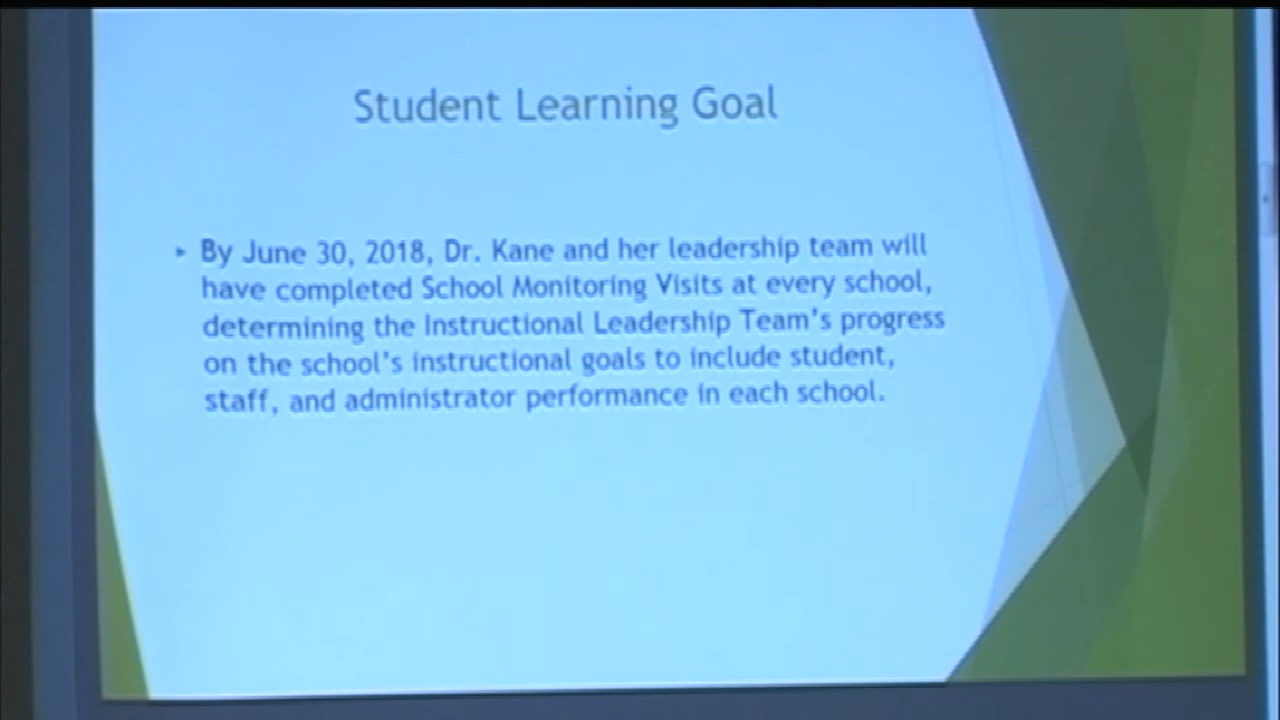 Student Learning Goal
By June 30, 2018, Dr. Kane and her leadership team will
have completed School Monitoring Visits at every school,
determining the Instructional Leadership Team's progress
on the school's instructional goals to include student,
staff, and administrator performance in each school.